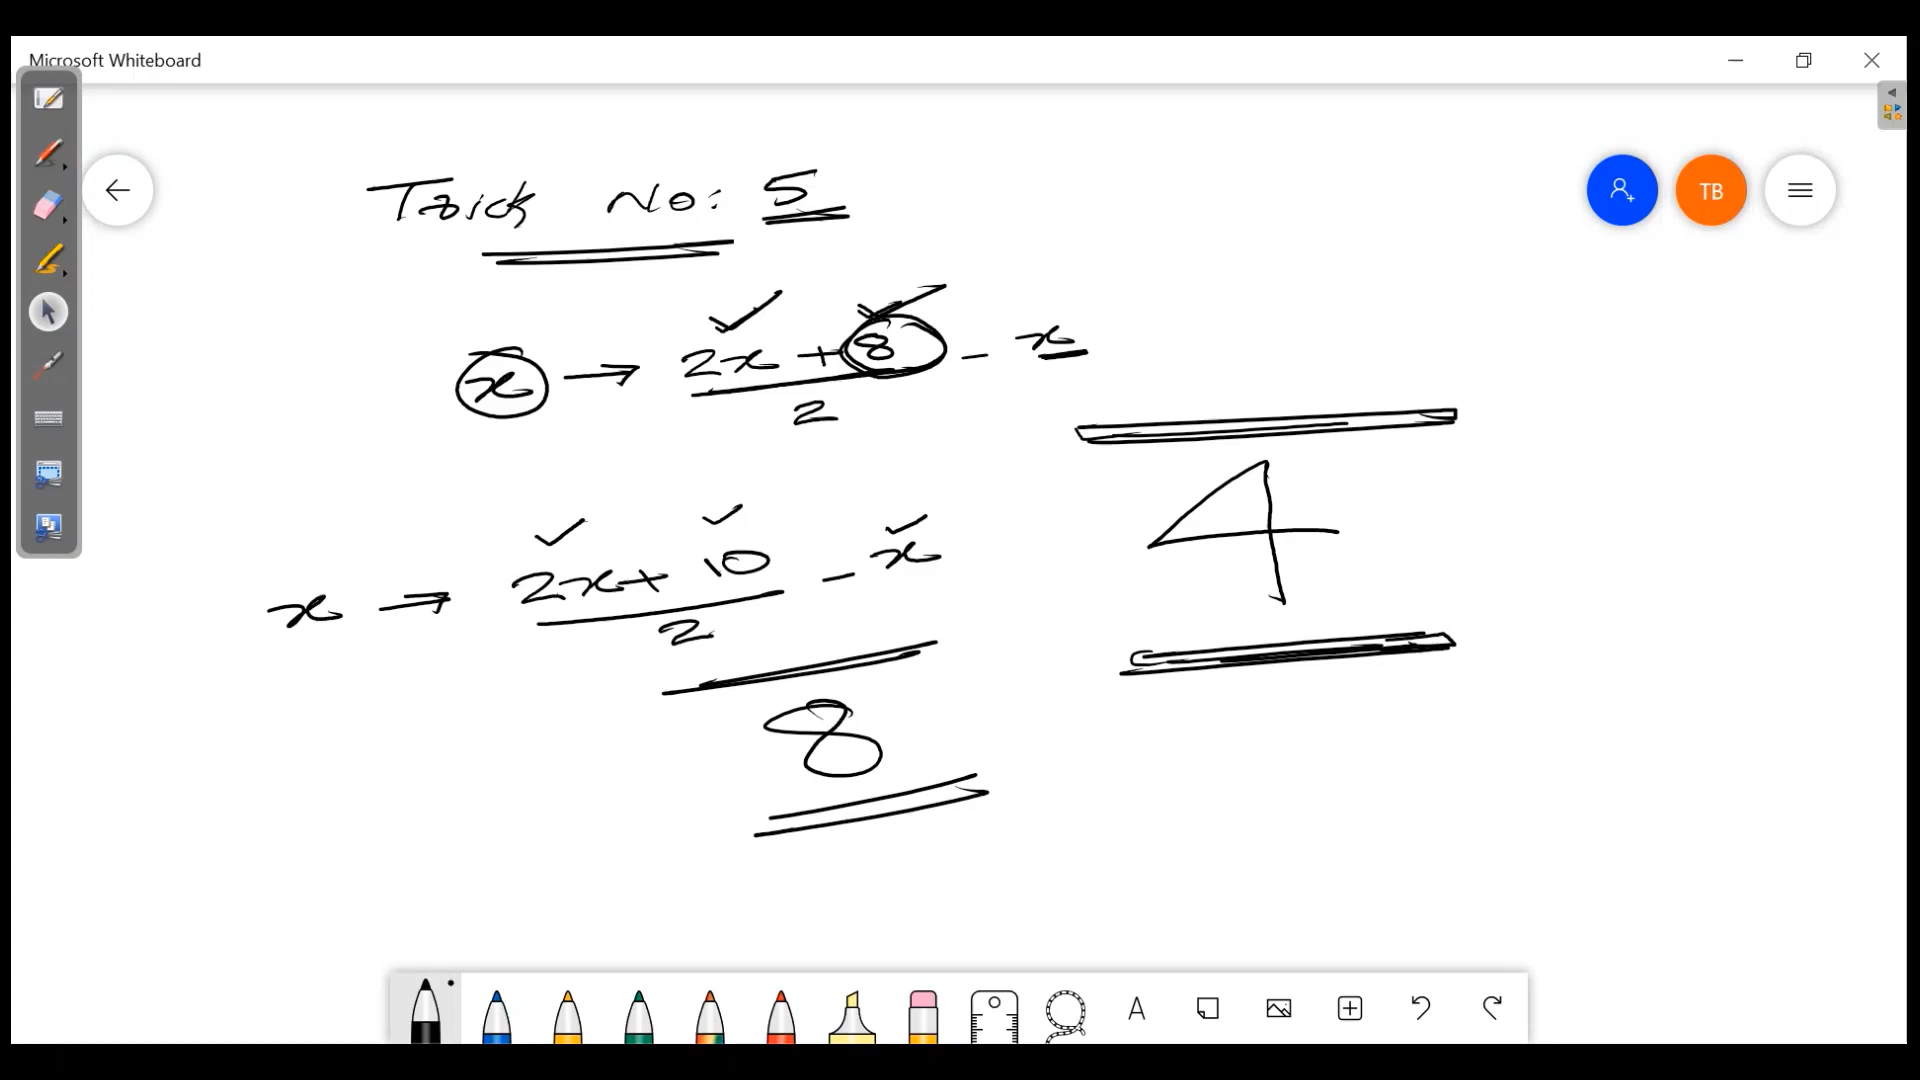 Microsoft Whiteboard
TB
Trick No: 5
x → 2x + 8 - x
2
4
x → 2x + 10 - x
2
8
A